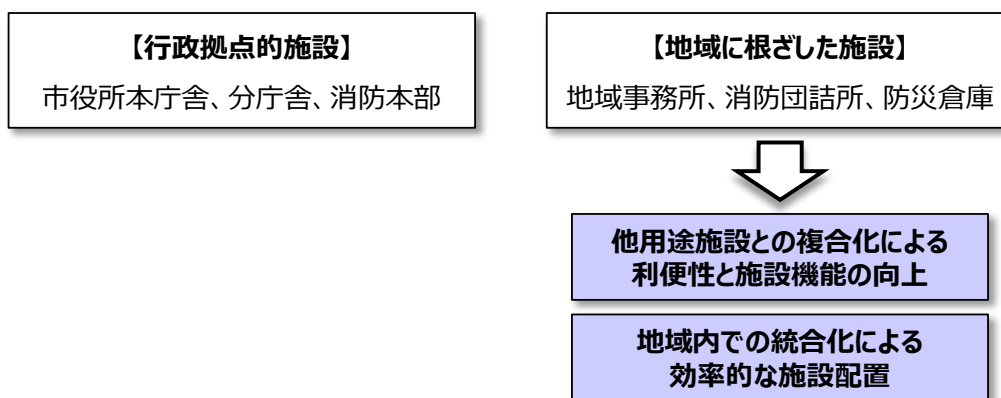 【行政拠点的施設】
市役所本庁舎、分庁舎、消防本部
【地域に根ざした施設】
地域事務所、消防団詰所、防災倉庫
他用途施設との複合化による
利便性と施設機能の向上
地域内での統合化による
効率的な施設配置